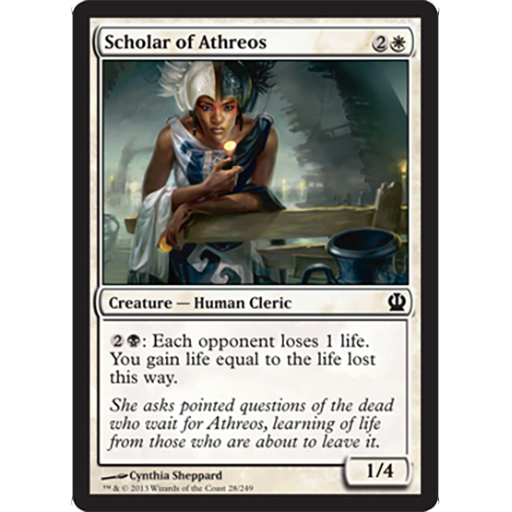 Scholar of Athreos 2
Creature — Human Cleric
2: Each opponent loses 1 life.
You gain life equal to the life lost
this way.
She asks pointed questions of the dead
who wait for Athreos, learning of life
from those who are about to leave it.
Cynthia Sheppard
™ & © 2013 Wizards of the Coast 28/249
1/4